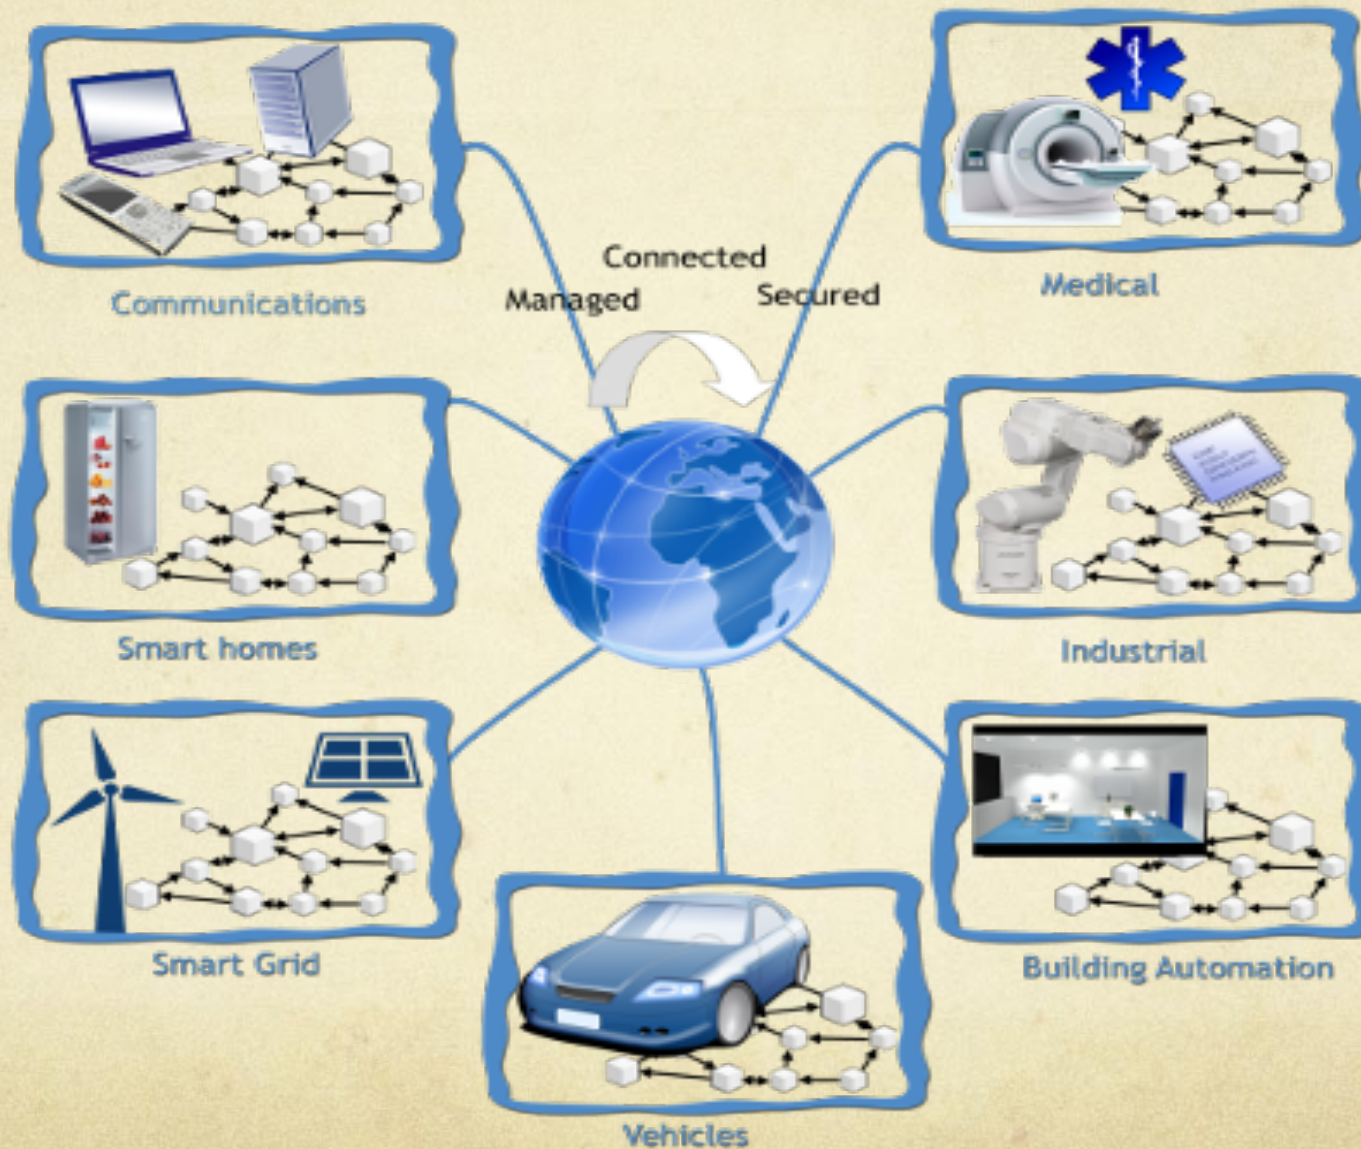 Communications
Connected
Managed
Secured
Medical
Smart homes
Industrial
Smart Grid
Building Automation
Vehicles